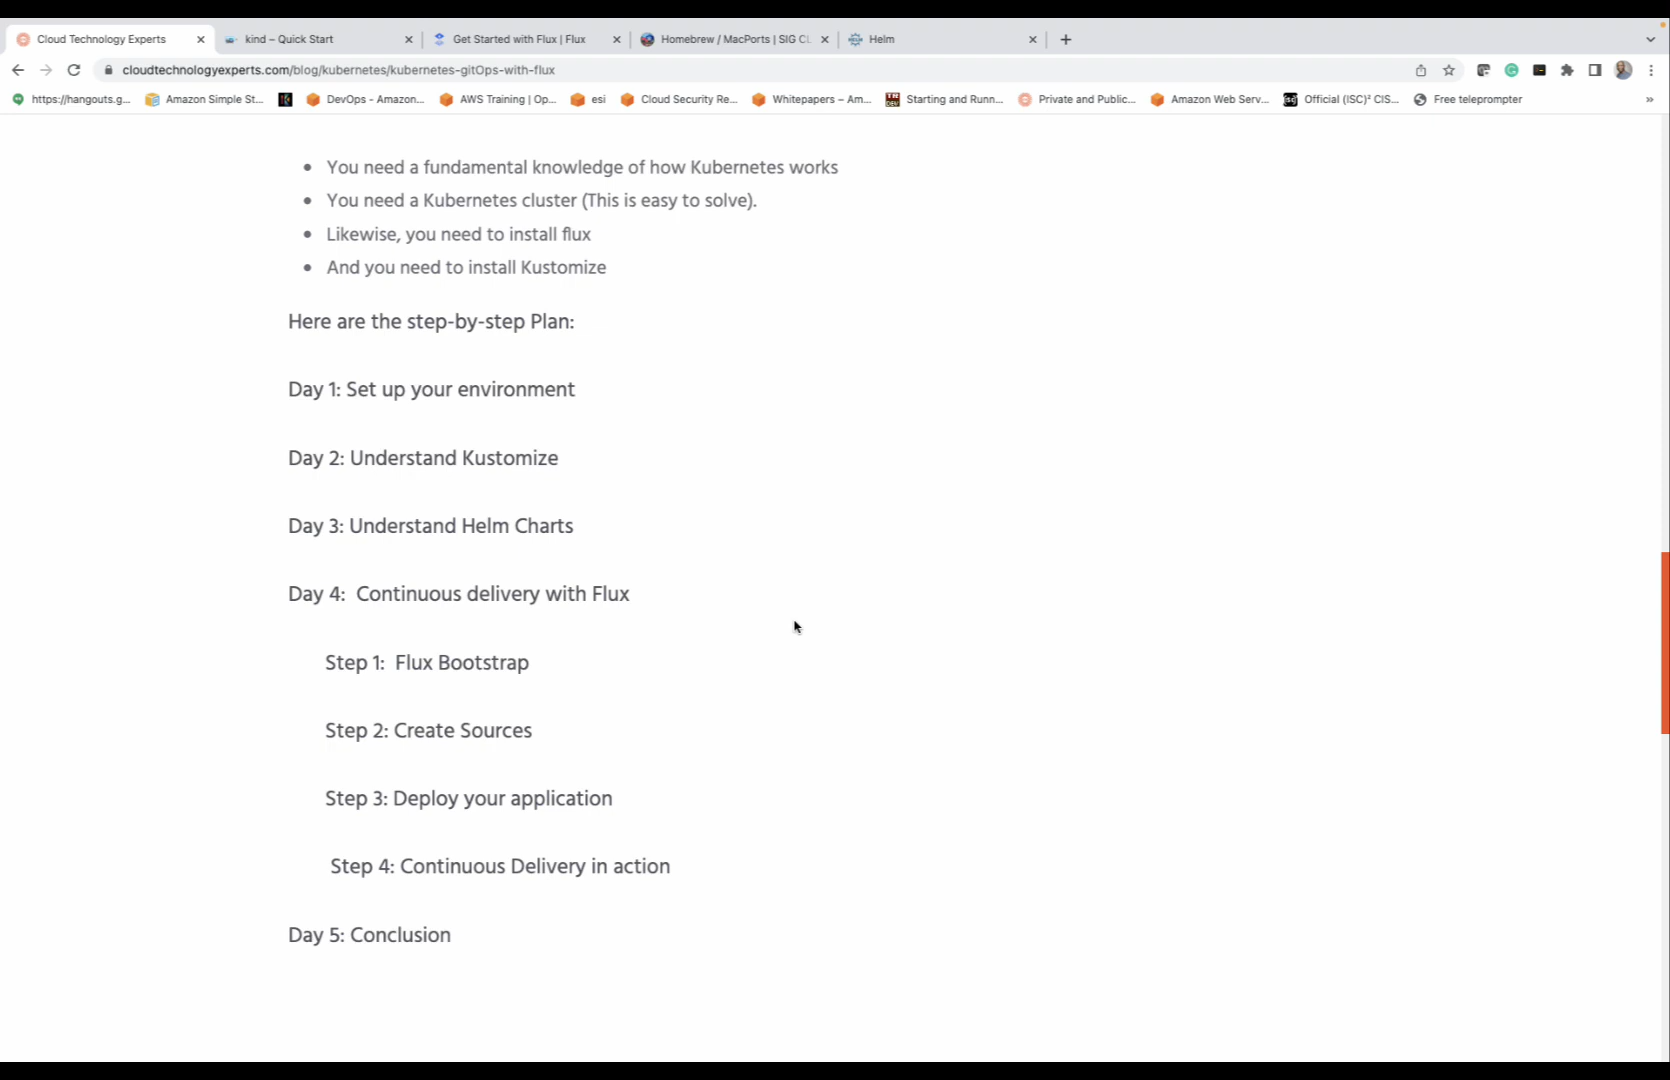 Cloud Technology Experts
kind – Quick Start
Get Started with Flux | Flux
Homebrew / MacPorts | SIG CL
Helm
cloudtechnologyexperts.com/blog/kubernetes/kubernetes-gitOps-with-flux
https://hangouts.g...
Amazon Simple St...
DevOps - Amazon...
AWS Training | Op...
esi
Cloud Security Re...
Whitepapers – Am...
Starting and Runn...
Private and Public...
Amazon Web Serv...
Official (ISC)² CIS...
Free teleprompter
»
• You need a fundamental knowledge of how Kubernetes works
• You need a Kubernetes cluster (This is easy to solve).
• Likewise, you need to install flux
• And you need to install Kustomize
Here are the step-by-step Plan:
Day 1: Set up your environment
Day 2: Understand Kustomize
Day 3: Understand Helm Charts
Day 4: Continuous delivery with Flux
Step 1: Flux Bootstrap
Step 2: Create Sources
Step 3: Deploy your application
Step 4: Continuous Delivery in action
Day 5: Conclusion